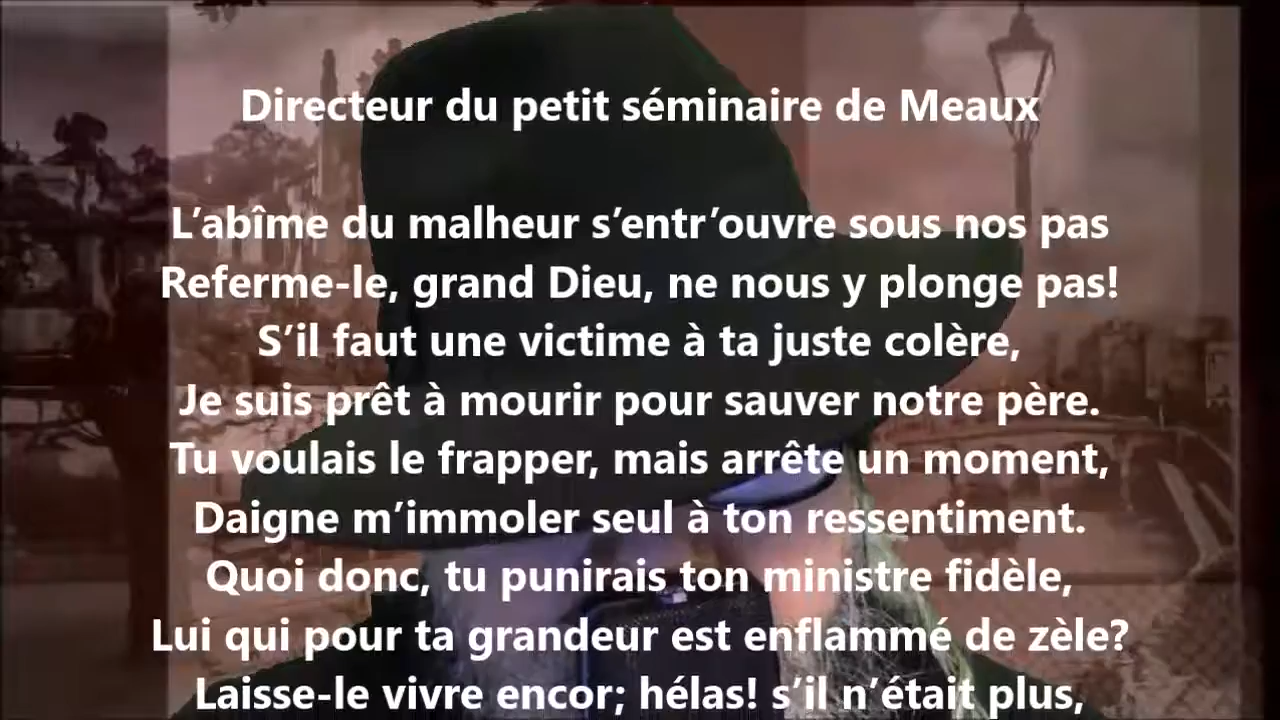 Directeur du petit séminaire de Meaux
L’abîme du malheur s’entr’ouvre sous nos pas
Referme-le, grand Dieu, ne nous y plonge pas!
S’il faut une victime à ta juste colère,
Je suis prêt à mourir pour sauver notre père.
Tu voulais le frapper, mais arrête un moment,
Daigne m’immoler seul à ton ressentiment.
Quoi donc, tu punirais ton ministre fidèle,
Lui qui pour ta grandeur est enflammé de zèle?
Laisse-le vivre encor; hélas! s’il n’était plus,